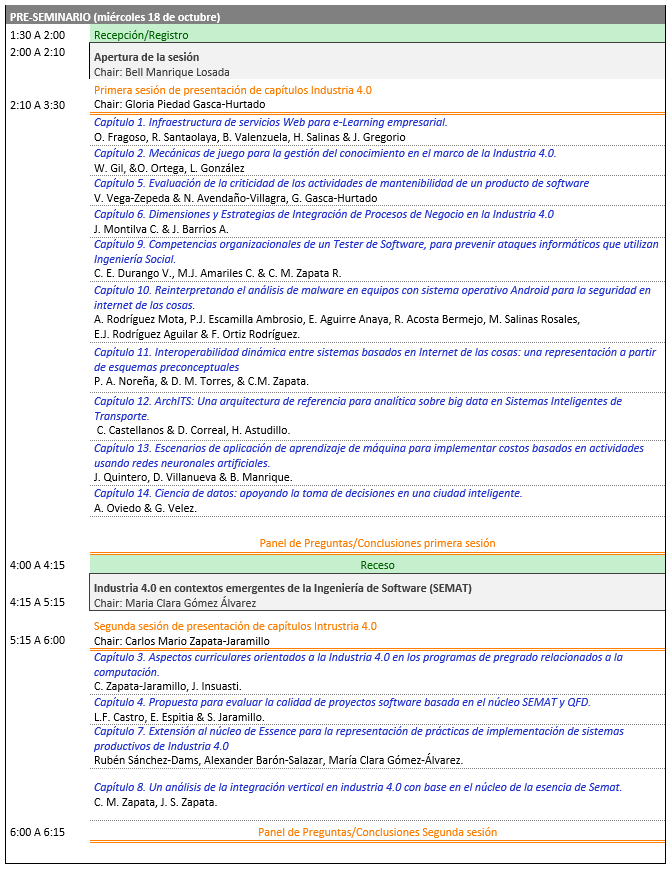 PRE-SEMINARIO (miércoles 18 de octubre)
1:30 A 2:00 Recepción/Registro
2:00 A 2:10 Apertura de la sesión
Chair: Bell Manrique Losada
Primera sesión de presentación de capítulos Industria 4.0
2:10 A 3:30 Chair: Gloria Piedad Gasca-Hurtado
Capítulo 1. Infraestructura de servicios Web para e-Learning empresarial.
O. Fragoso, R. Santaolaya, B. Valenzuela, H. Salinas & J. Gregorio
Capítulo 2. Mecánicas de juego para la gestión del conocimiento en el marco de la Industria 4.0.
W. Gil, &O. Ortega, L. González
Capítulo 5. Evaluación de la criticidad de las actividades de mantenibilidad de un producto de software
V. Vega-Zepeda & N. Avendaño-Villagra, G. Gasca-Hurtado
Capítulo 6. Dimensiones y Estrategias de Integración de Procesos de Negocio en la Industria 4.0
J. Montilva C. & J. Barrios A.
Capítulo 9. Competencias organizacionales de un Tester de Software, para prevenir ataques informáticos que utilizan
Ingeniería Social.
C. E. Durango V., M.J. Amariles C. & C. M. Zapata R.
Capítulo 10. Reinterpretando el análisis de malware en equipos con sistema operativo Android para la seguridad en
internet de las cosas.
A. Rodríguez Mota, P.J. Escamilla Ambrosio, E. Aguirre Anaya, R. Acosta Bermejo, M. Salinas Rosales,
E.J. Rodríguez Aguilar & F. Ortiz Rodríguez.
Capítulo 11. Interoperabilidad dinámica entre sistemas basados en Internet de las cosas: una representación a partir
de esquemas preconceptuales
P. A. Noreña, & D. M. Torres, & C.M. Zapata.
Capítulo 12. ArchITS: Una arquitectura de referencia para analítica sobre big data en Sistemas Inteligentes de
Transporte.
C. Castellanos & D. Correal, H. Astudillo.
Capítulo 13. Escenarios de aplicación de aprendizaje de máquina para implementar costos basados en actividades
usando redes neuronales artificiales.
J. Quintero, D. Villanueva & B. Manrique.
Capítulo 14. Ciencia de datos: apoyando la toma de decisiones en una ciudad inteligente.
A. Oviedo & G. Velez.
Panel de Preguntas/Conclusiones primera sesión
4:00 A 4:15 Receso
Industria 4.0 en contextos emergentes de la Ingeniería de Software (SEMAT)
4:15 A 5:15 Chair: Maria Clara Gómez Álvarez
Segunda sesión de presentación de capítulos Intrustria 4.0
5:15 A 6:00 Chair: Carlos Mario Zapata-Jaramillo
Capítulo 3. Aspectos curriculares orientados a la Industria 4.0 en los programas de pregrado relacionados a la
computación.
C. Zapata-Jaramillo, J. Insuasti.
Capítulo 4. Propuesta para evaluar la calidad de proyectos software basada en el núcleo SEMAT y QFD.
L.F. Castro, E. Espitia & S. Jaramillo.
Capítulo 7. Extensión al núcleo de Essence para la representación de prácticas de implementación de sistemas
productivos de Industria 4.0
Rubén Sánchez-Dams, Alexander Barón-Salazar, María Clara Gómez-Álvarez.
Capítulo 8. Un análisis de la integración vertical en industria 4.0 con base en el núcleo de la esencia de Semat.
C. M. Zapata, J. S. Zapata.
6:00 A 6:15 Panel de Preguntas/Conclusiones Segunda sesión